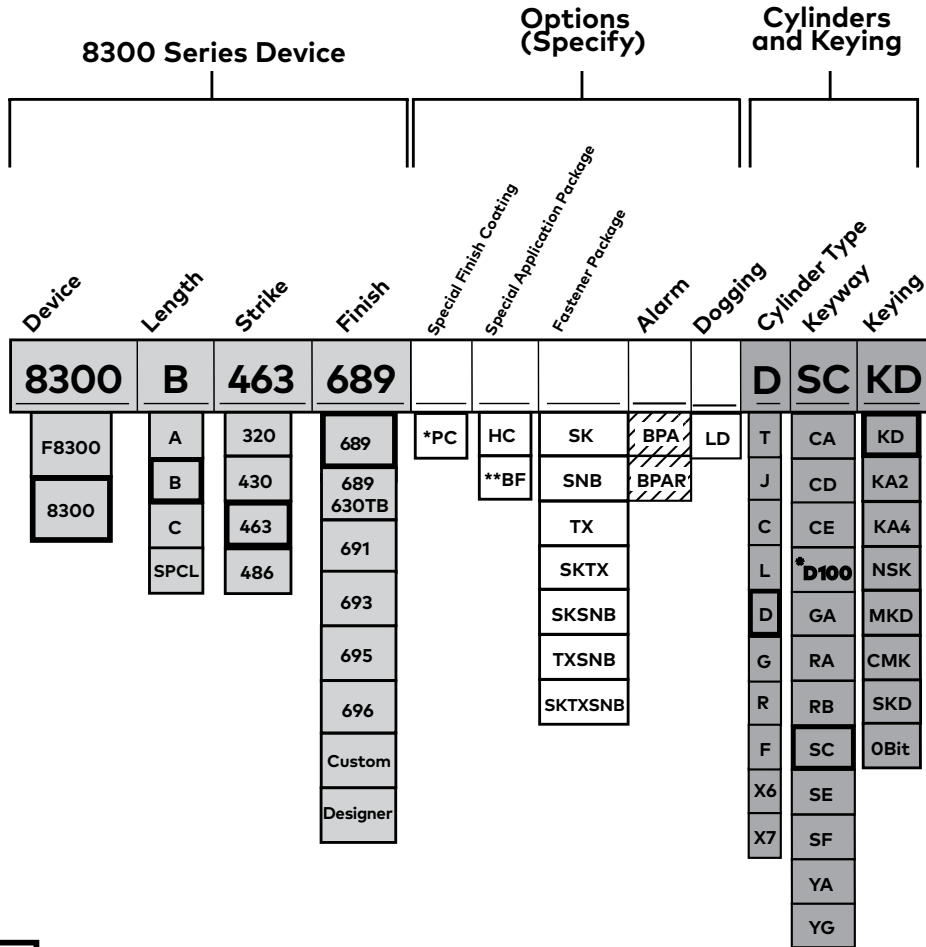 8300 Series Device
Options
(Specify)
Cylinders
and Keying
Device
Length
Strike
Finish
Special Finish Coating
Special Application Package
Fastener Package
Alarm
Dogging
Cylinder Type
Keyway
Keying
8300 B 463 689 D SC KD
F8300
8300
A
B
C
SPCL
320
430
463
486
689
689
630TB
691
693
695
696
Custom
Designer
*PC
HC
**BF
SK
SNB
TX
SKTX
SKSNB
TXSNB
SKTXSNB
BPA
BPAR
LD
T
J
C
L
D
G
R
F
X6
X7
CA
CD
CE
*D100
GA
RA
RB
SC
SE
SF
YA
YG
KD
KA2
KA4
NSK
MKD
CMK
SKD
0Bit